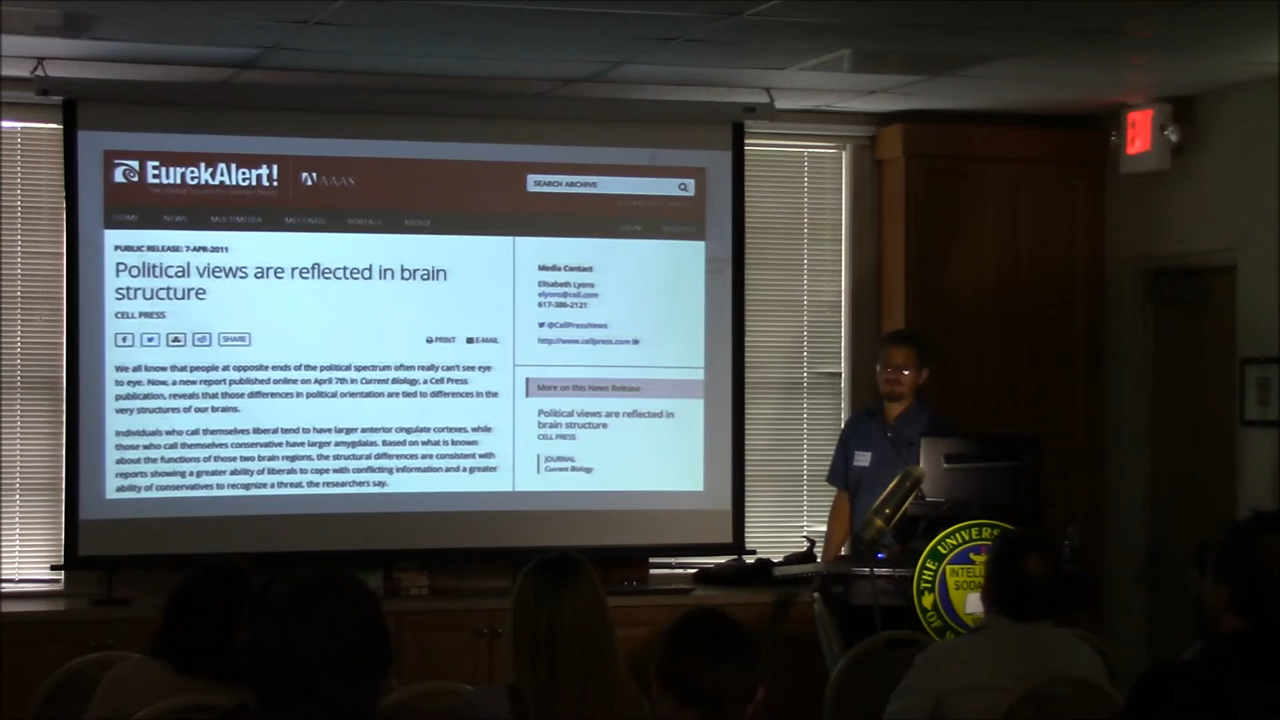 EurekAlert!
AAAS
SEARCH ARCHIVE
HOME NEWS MULTIMEDIA MEETINGS PORTALS ABOUT
PUBLIC RELEASE: 7-APR-2011
Political views are reflected in brain
structure
CELL PRESS
SHARE
PRINT E-MAIL
We all know that people at opposite ends of the political spectrum often really can't see eye
to eye. Now, a new report published online on April 7th in Current Biology, a Cell Press
publication, reveals that those differences in political orientation are tied to differences in the
very structures of our brains.
Individuals who call themselves liberal tend to have larger anterior cingulate cortexes, while
those who call themselves conservative have larger amygdalas. Based on what is known
about the functions of those two brain regions, the structural differences are consistent with
reports showing a greater ability of liberals to cope with conflicting information and a greater
ability of conservatives to recognize a threat, the researchers say.
Media Contact
Elisabeth Lyons
elyons@cell.com
617-386-2121
@CellPressNews
http://www.cellpress.com
More on this News Release
Political views are reflected in
brain structure
CELL PRESS
JOURNAL
Current Biology
EXIT
THE UNIVERS
OF
INTELL
SODA